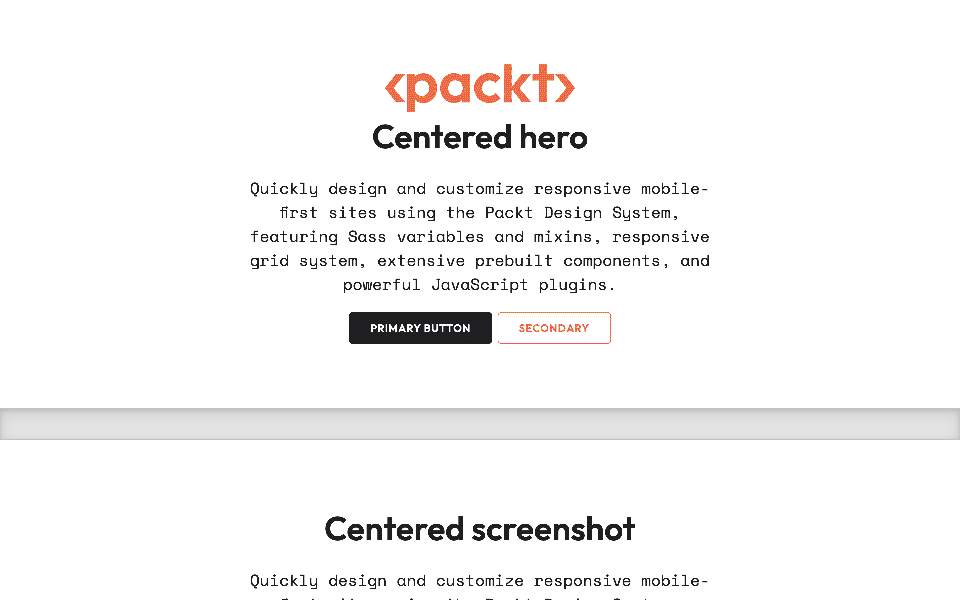 <packt>
Centered hero
Quickly design and customize responsive mobile-
first sites using the Packt Design System,
featuring Sass variables and mixins, responsive
grid system, extensive prebuilt components, and
powerful JavaScript plugins.
PRIMARY BUTTON
SECONDARY
Centered screenshot
Quickly design and customize responsive mobile-